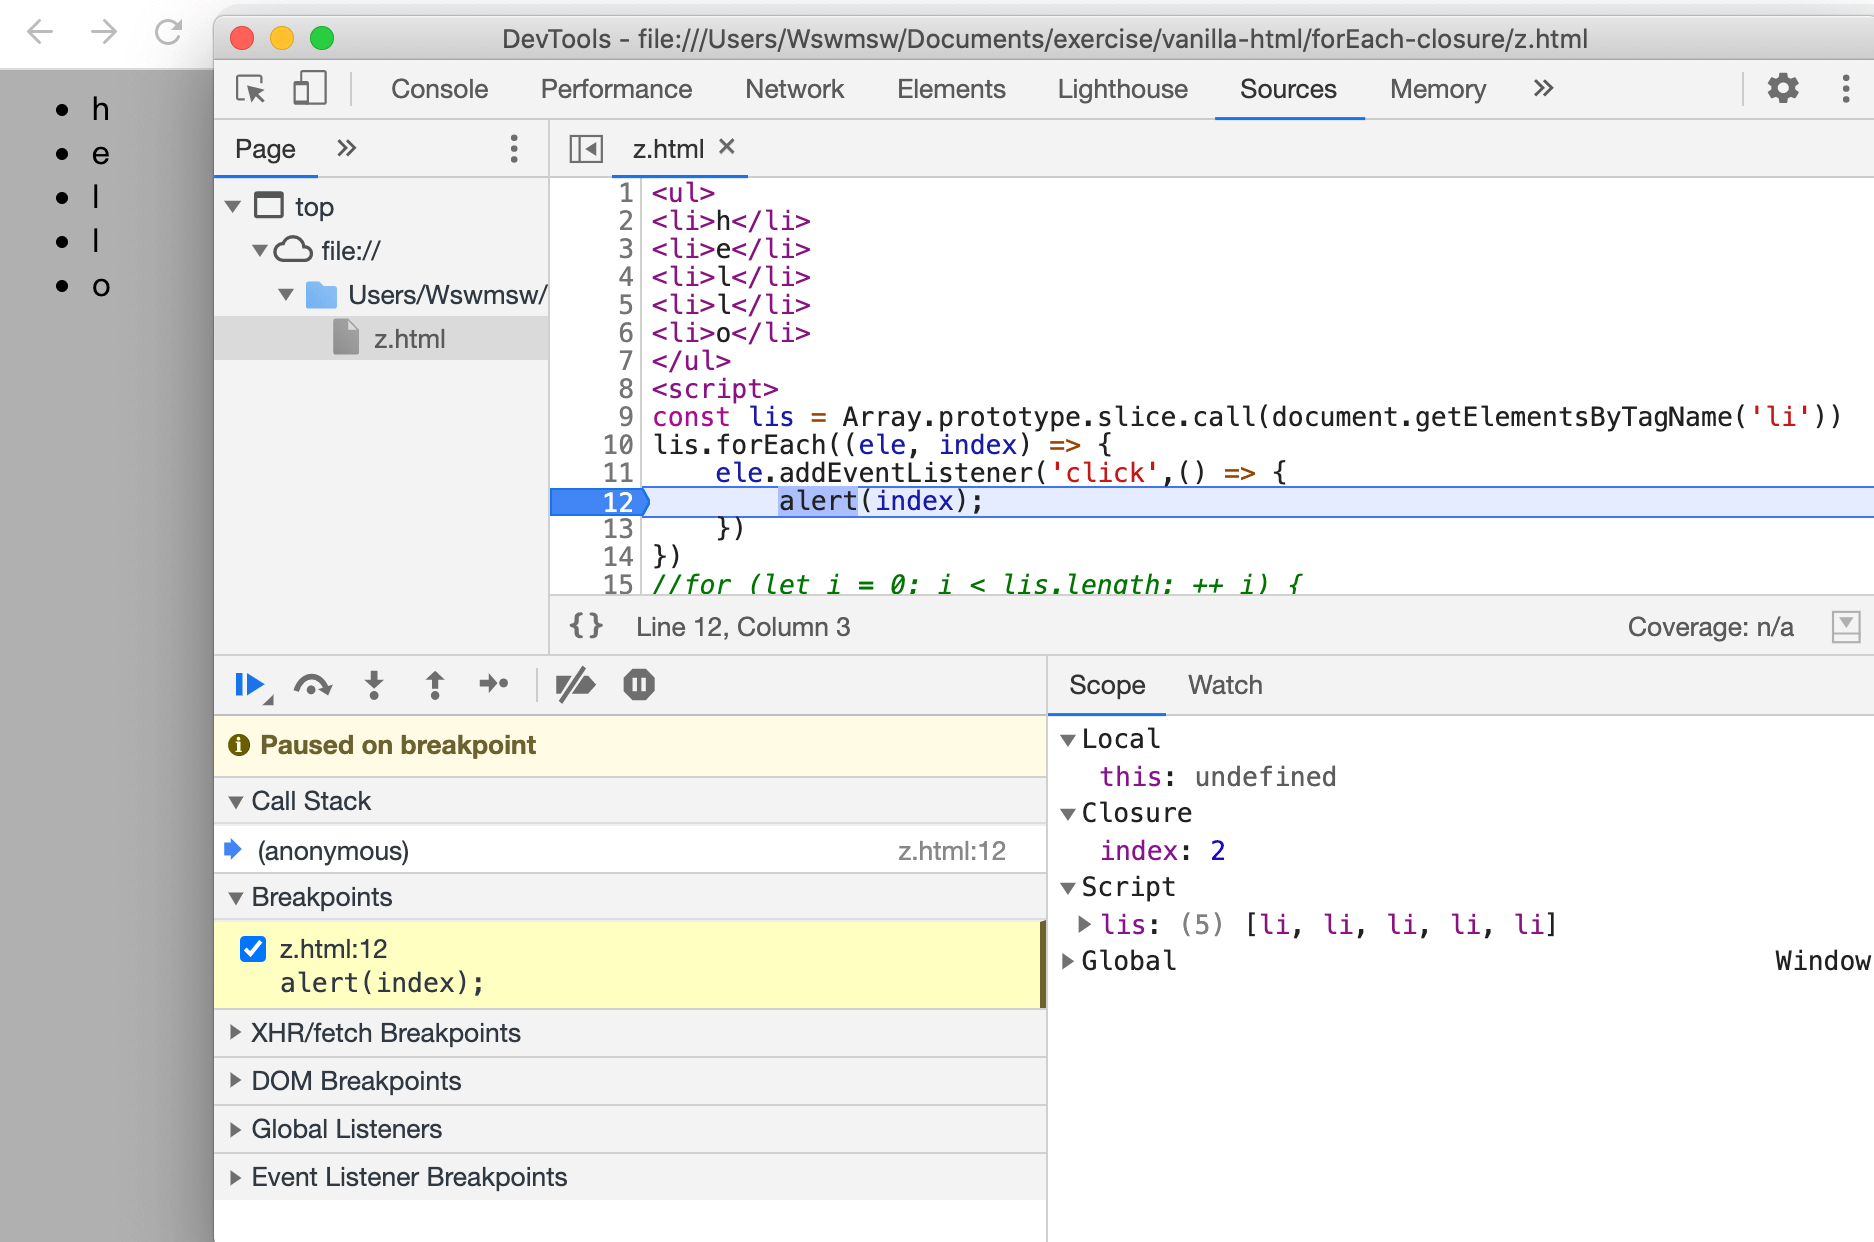 DevTools - file:///Users/Wswmsw/Documents/exercise/vanilla-html/forEach-closure/z.html
h
e
l
l
o
Console Performance Network Elements Lighthouse Sources Memory »
Page »
z.html ×
top
file://
Users/Wswmsw/
z.html
1 <ul>
2 <li>h</li>
3 <li>e</li>
4 <li>l</li>
5 <li>l</li>
6 <li>o</li>
7 </ul>
8 <script>
9 const lis = Array.prototype.slice.call(document.getElementsByTagName('li'))
10 lis.forEach((ele, index) => {
11 ele.addEventListener('click',() => {
12 alert(index);
13 })
14 })
15 //for (let i = 0; i < lis.length; ++ i) {
{} Line 12, Column 3 Coverage: n/a
Paused on breakpoint
Call Stack
(anonymous) z.html:12
Breakpoints
z.html:12
alert(index);
XHR/fetch Breakpoints
DOM Breakpoints
Global Listeners
Event Listener Breakpoints
Scope Watch
Local
this: undefined
Closure
index: 2
Script
lis: (5) [li, li, li, li, li]
Global Window